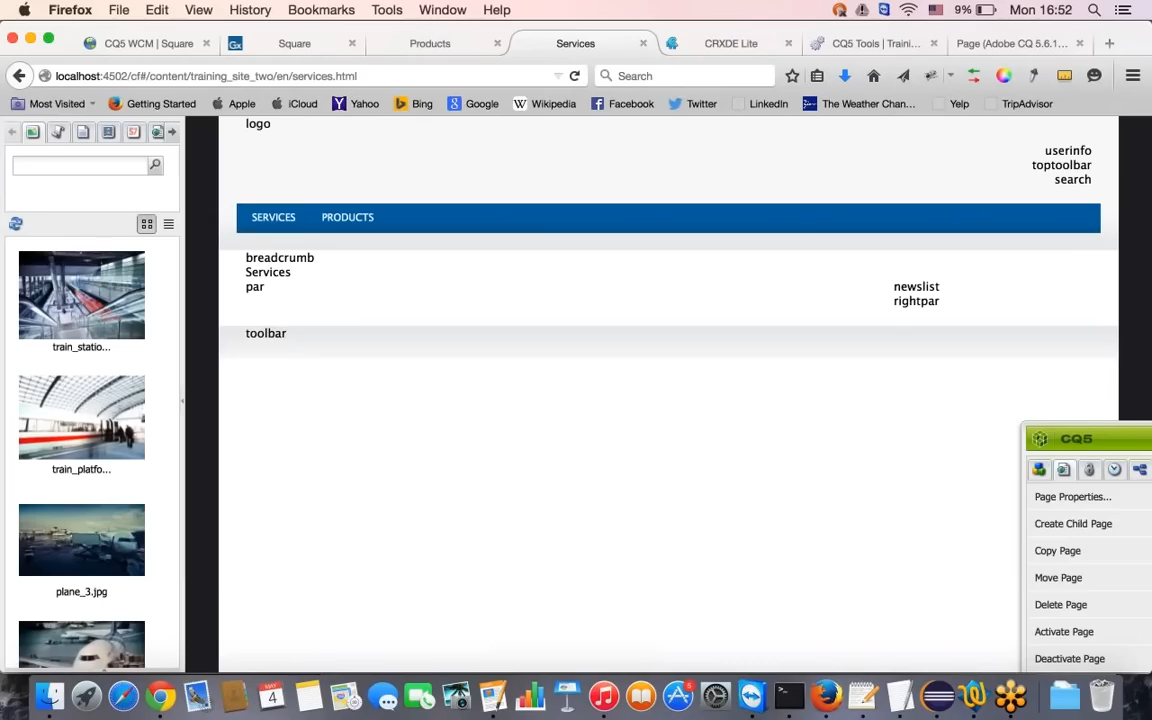 Firefox File Edit View History Bookmarks Tools Window Help 9% Mon 16:52
CQ5 WCM | Square Square Products Services CRXDE Lite CQ5 Tools | Traini... Page (Adobe CQ 5.6.1...
localhost:4502/cf#/content/training_site_two/en/services.html Search
Most Visited Getting Started Apple iCloud Yahoo Bing Google Wikipedia Facebook Twitter LinkedIn The Weather Chan... Yelp TripAdvisor
logo
userinfo
toptoolbar
search
SERVICES PRODUCTS
breadcrumb
Services
par
newslist
rightpar
toolbar
train_statio...
train_platfo...
plane_3.jpg
CQ5
Page Properties...
Create Child Page
Copy Page
Move Page
Delete Page
Activate Page
Deactivate Page